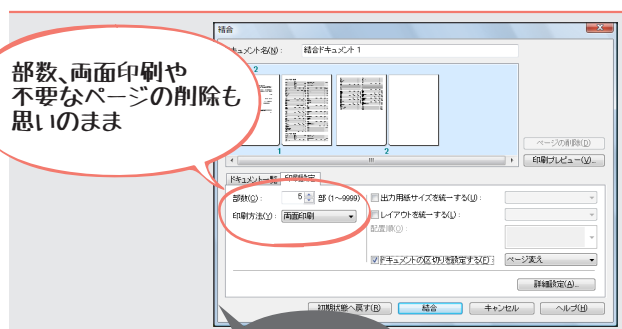 結合
ドキュメント名(N): 結合ドキュメント 1
部数、両面印刷や
不要なページの削除も
思いのまま
2
1 2
ページの削除(D)
印刷プレビュー(V)...
ドキュメント一覧 印刷設定
部数(O): 5 部 (1～9999)
出力用紙サイズを統一する(U):
印刷方法(Y): 両面印刷
レイアウトを統一する(L):
配置順(Q):
ドキュメントの区切りを設定する(F): ページ変え
詳細設定(A)...
初期状態へ戻す(R) 結合 キャンセル ヘルプ(H)